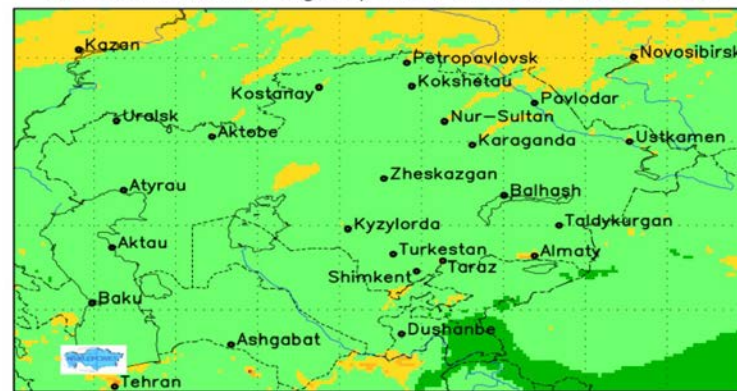 Kazan
Novosibirsk
Petropavlovsk
Kostanay
Kokshetau
Pavlodar
Uralsk
Nur-Sultan
Aktobe
Karaganda
Ustkamen
Zheskazgan
Atyrau
Balhash
Kyzylorda
Taldykurgan
Aktau
Turkestan
Almaty
Shimkent
Taraz
Baku
Dushanbe
Ashgabat
Tehran